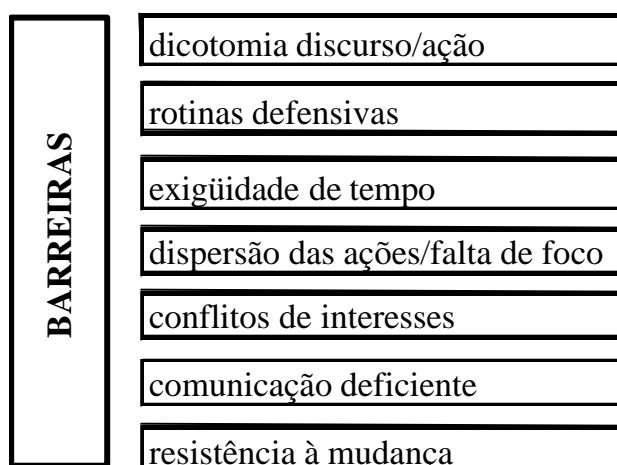 BARREIRAS
dicotomia discurso/ação
rotinas defensivas
exigüidade de tempo
dispersão das ações/falta de foco
conflitos de interesses
comunicação deficiente
resistência à mudança